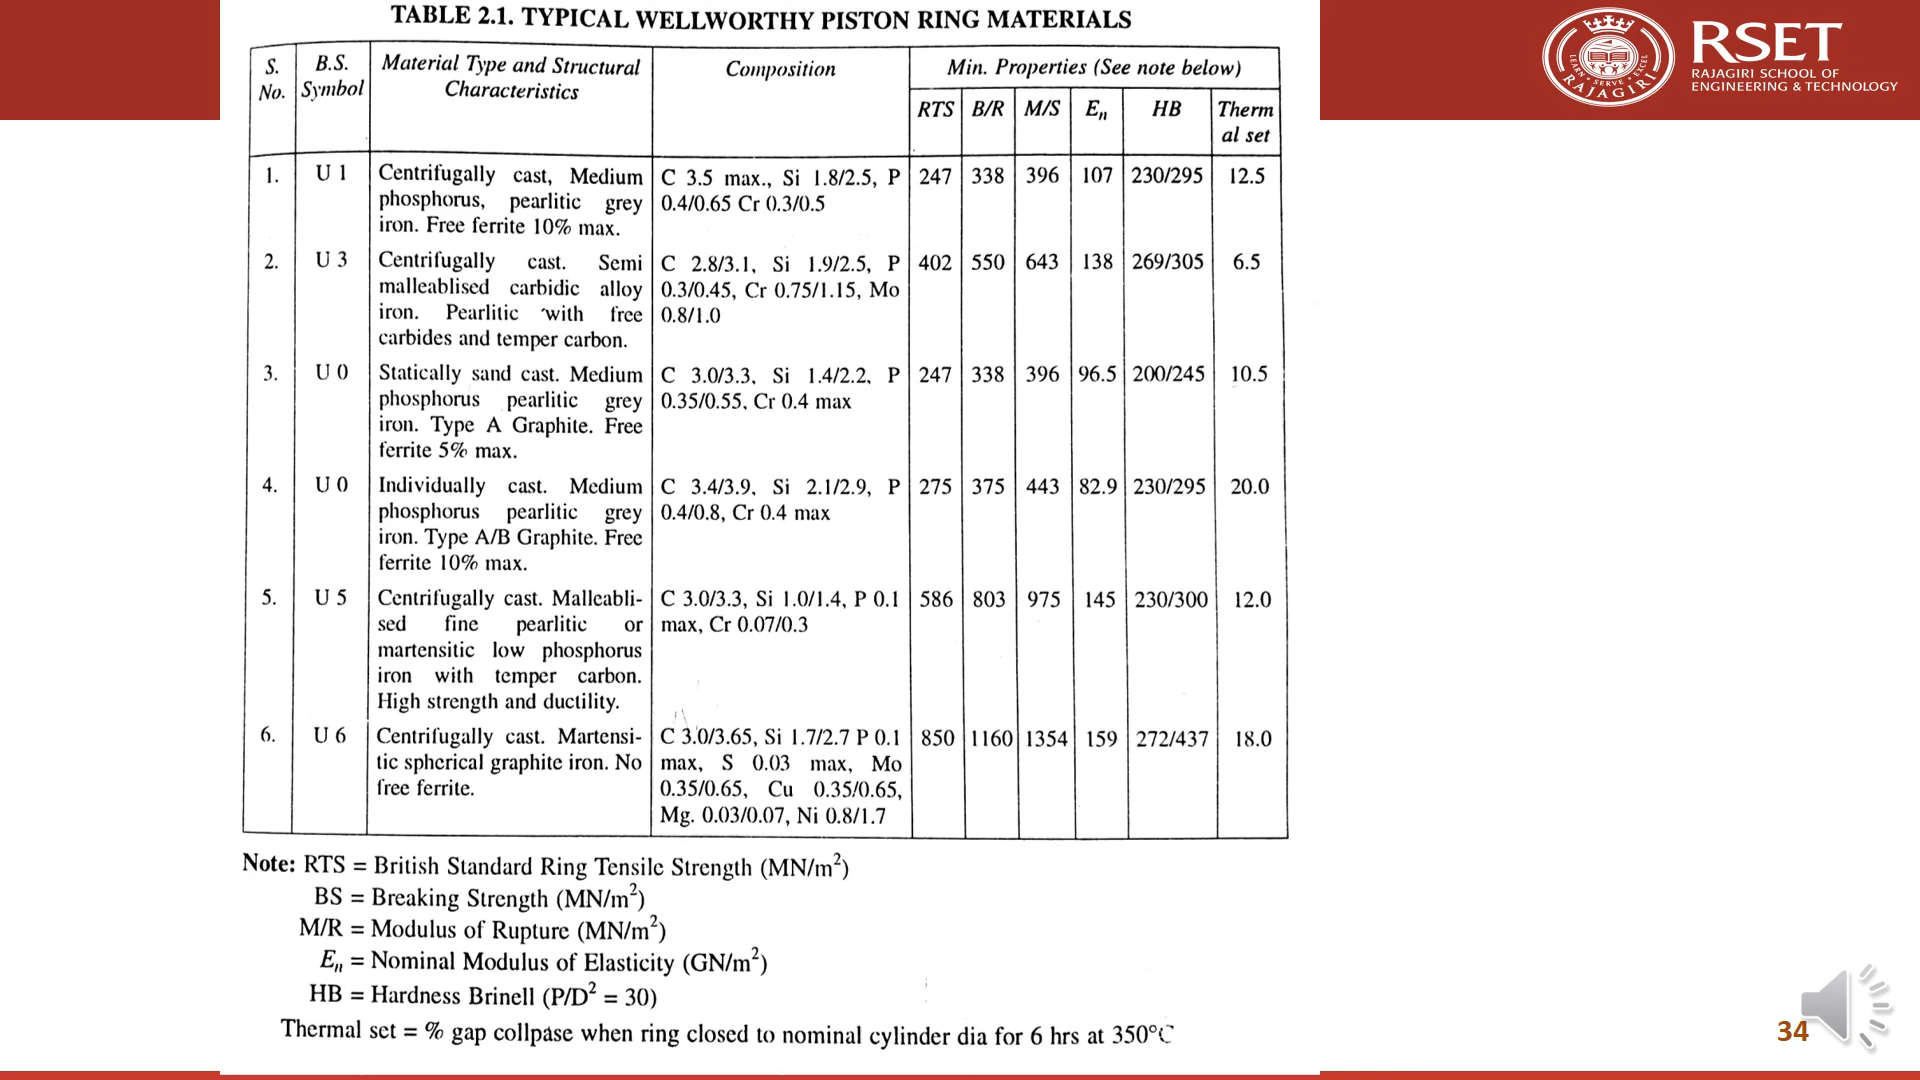 TABLE 2.1. TYPICAL WELLWORTHY PISTON RING MATERIALS
RSET
RAJAGIRI SCHOOL OF
ENGINEERING & TECHNOLOGY
LEARN SERVE EXCEL
RAJAGIRI
S. No. B.S. Symbol Material Type and Structural Characteristics Composition Min. Properties (See note below)
RTS B/R M/S En HB Therm al set
1. U 1 Centrifugally cast, Medium C 3.5 max., Si 1.8/2.5, P 247 338 396 107 230/295 12.5
phosphorus, pearlitic grey 0.4/0.65 Cr 0.3/0.5
iron. Free ferrite 10% max.
2. U 3 Centrifugally cast. Semi C 2.8/3.1, Si 1.9/2.5, P 402 550 643 138 269/305 6.5
malleablised carbidic alloy 0.3/0.45, Cr 0.75/1.15, Mo
iron. Pearlitic with free 0.8/1.0
carbides and temper carbon.
3. U 0 Statically sand cast. Medium C 3.0/3.3, Si 1.4/2.2, P 247 338 396 96.5 200/245 10.5
phosphorus pearlitic grey 0.35/0.55, Cr 0.4 max
iron. Type A Graphite. Free
ferrite 5% max.
4. U 0 Individually cast. Medium C 3.4/3.9, Si 2.1/2.9, P 275 375 443 82.9 230/295 20.0
phosphorus pearlitic grey 0.4/0.8, Cr 0.4 max
iron. Type A/B Graphite. Free
ferrite 10% max.
5. U 5 Centrifugally cast. Malleabli- C 3.0/3.3, Si 1.0/1.4, P 0.1 586 803 975 145 230/300 12.0
sed fine pearlitic or max, Cr 0.07/0.3
martensitic low phosphorus
iron with temper carbon.
High strength and ductility.
6. U 6 Centrifugally cast. Martensi- C 3.0/3.65, Si 1.7/2.7 P 0.1 850 1160 1354 159 272/437 18.0
tic spherical graphite iron. No max, S 0.03 max, Mo
free ferrite. 0.35/0.65, Cu 0.35/0.65,
Mg. 0.03/0.07, Ni 0.8/1.7
Note: RTS = British Standard Ring Tensile Strength (MN/m²)
BS = Breaking Strength (MN/m²)
M/R = Modulus of Rupture (MN/m²)
En = Nominal Modulus of Elasticity (GN/m²)
HB = Hardness Brinell (P/D² = 30)
Thermal set = % gap collpase when ring closed to nominal cylinder dia for 6 hrs at 350°C
34